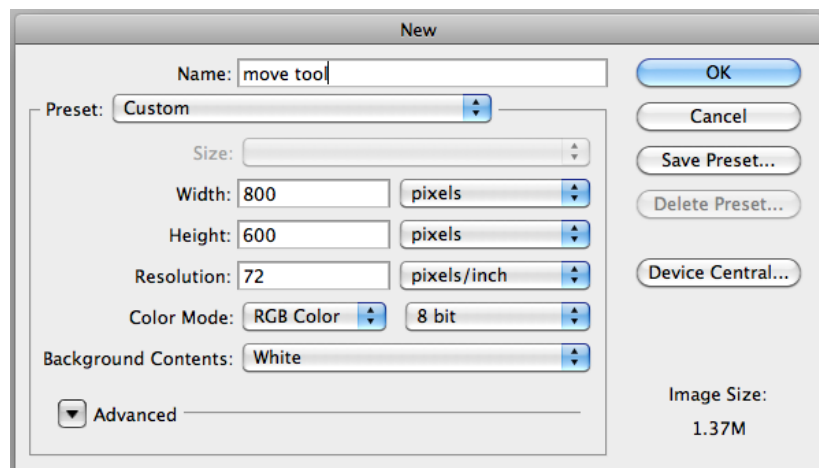 New
Name: move tool
OK
Preset: Custom
Cancel
Size:
Save Preset...
Width: 800 pixels
Delete Preset...
Height: 600 pixels
Resolution: 72 pixels/inch
Device Central...
Color Mode: RGB Color 8 bit
Background Contents: White
Advanced
Image Size:
1.37M